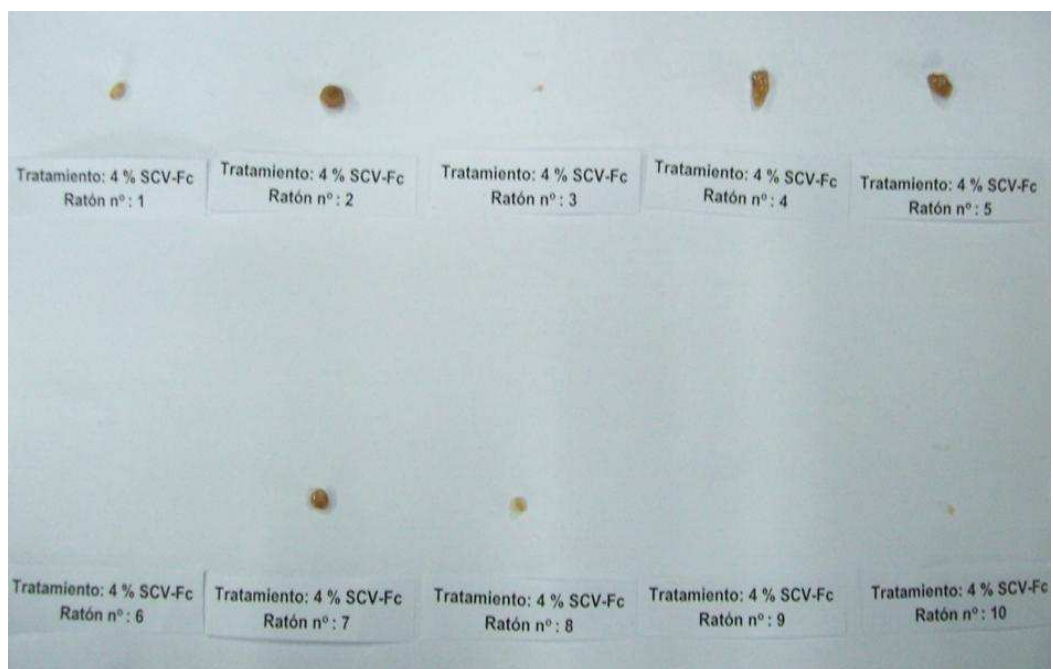 Tratamiento: 4 % SCV-Fc
Ratón nº : 1
Tratamiento: 4 % SCV-Fc
Ratón nº : 2
Tratamiento: 4 % SCV-Fc
Ratón nº : 3
Tratamiento: 4 % SCV-Fc
Ratón nº : 4
Tratamiento: 4 % SCV-Fc
Ratón nº : 5
Tratamiento: 4 % SCV-Fc
Ratón nº : 6
Tratamiento: 4 % SCV-Fc
Ratón nº : 7
Tratamiento: 4 % SCV-Fc
Ratón nº : 8
Tratamiento: 4 % SCV-Fc
Ratón nº : 9
Tratamiento: 4 % SCV-Fc
Ratón nº : 10